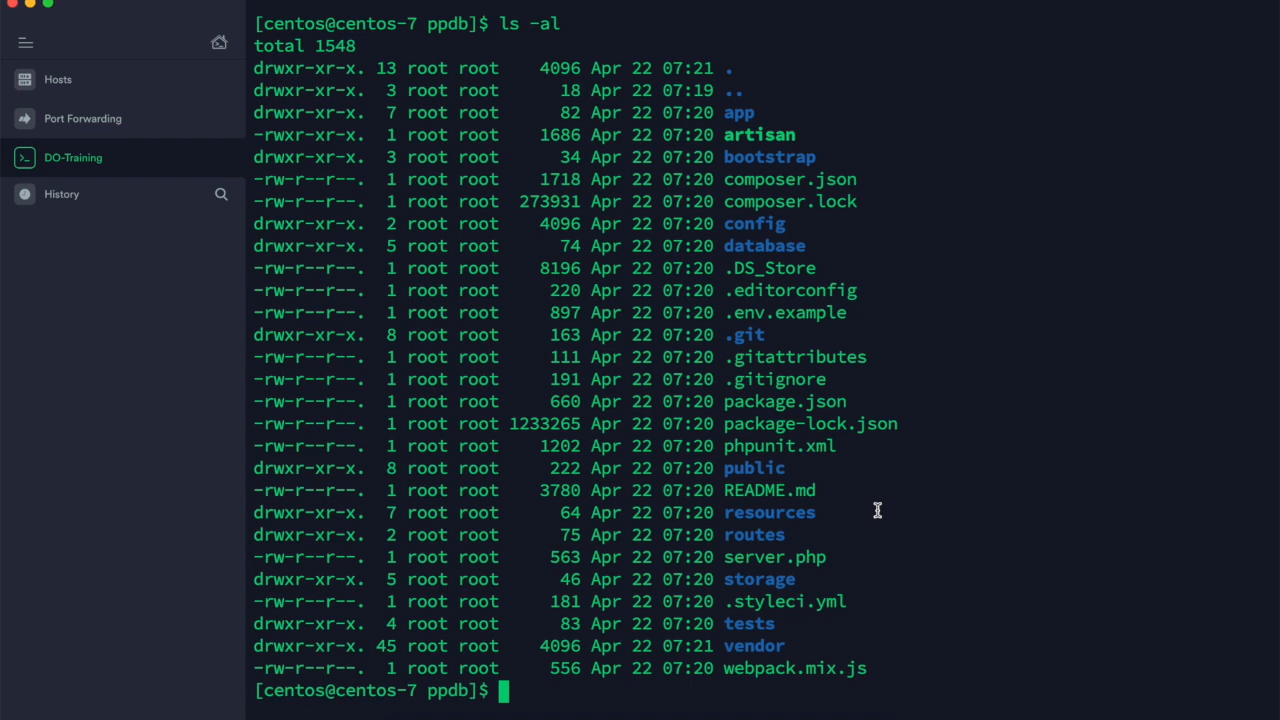 Hosts
Port Forwarding
DO-Training
History
[centos@centos-7 ppdb]$ ls -al
total 1548
drwxr-xr-x. 13 root root    4096 Apr 22 07:21 .
drwxr-xr-x.  3 root root      18 Apr 22 07:19 ..
drwxr-xr-x.  7 root root      82 Apr 22 07:20 app
-rwxr-xr-x.  1 root root    1686 Apr 22 07:20 artisan
drwxr-xr-x.  3 root root      34 Apr 22 07:20 bootstrap
-rw-r--r--.  1 root root    1718 Apr 22 07:20 composer.json
-rw-r--r--.  1 root root  273931 Apr 22 07:20 composer.lock
drwxr-xr-x.  2 root root    4096 Apr 22 07:20 config
drwxr-xr-x.  5 root root      74 Apr 22 07:20 database
-rw-r--r--.  1 root root    8196 Apr 22 07:20 .DS_Store
-rw-r--r--.  1 root root     220 Apr 22 07:20 .editorconfig
-rw-r--r--.  1 root root     897 Apr 22 07:20 .env.example
drwxr-xr-x.  8 root root     163 Apr 22 07:20 .git
-rw-r--r--.  1 root root     111 Apr 22 07:20 .gitattributes
-rw-r--r--.  1 root root     191 Apr 22 07:20 .gitignore
-rw-r--r--.  1 root root     660 Apr 22 07:20 package.json
-rw-r--r--.  1 root root 1233265 Apr 22 07:20 package-lock.json
-rw-r--r--.  1 root root    1202 Apr 22 07:20 phpunit.xml
drwxr-xr-x.  8 root root     222 Apr 22 07:20 public
-rw-r--r--.  1 root root    3780 Apr 22 07:20 README.md
drwxr-xr-x.  7 root root      64 Apr 22 07:20 resources
drwxr-xr-x.  2 root root      75 Apr 22 07:20 routes
-rw-r--r--.  1 root root     563 Apr 22 07:20 server.php
drwxr-xr-x.  5 root root      46 Apr 22 07:20 storage
-rw-r--r--.  1 root root     181 Apr 22 07:20 .styleci.yml
drwxr-xr-x.  4 root root      83 Apr 22 07:20 tests
drwxr-xr-x. 45 root root    4096 Apr 22 07:21 vendor
-rw-r--r--.  1 root root     556 Apr 22 07:20 webpack.mix.js
[centos@centos-7 ppdb]$